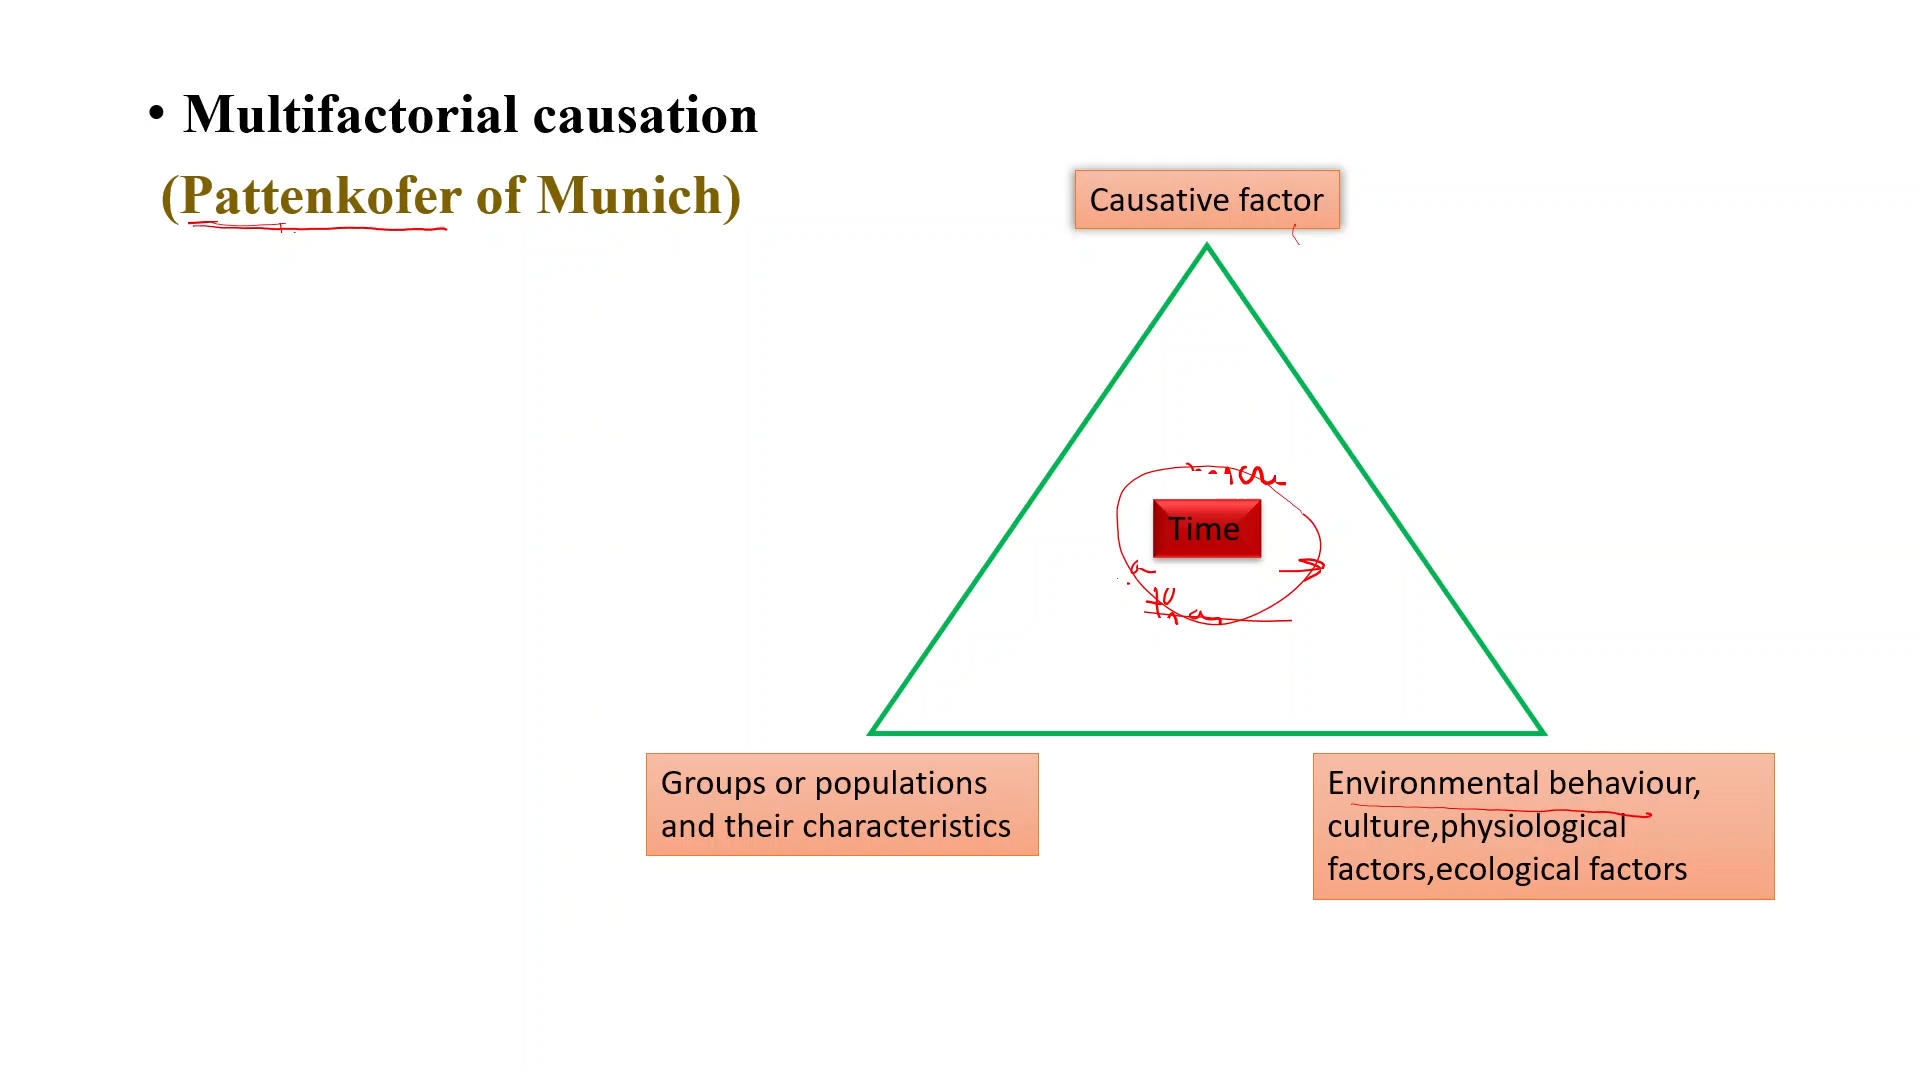 • Multifactorial causation
(Pattenkofer of Munich)
Causative factor
Time
Groups or populations
and their characteristics
Environmental behaviour,
culture,physiological
factors,ecological factors